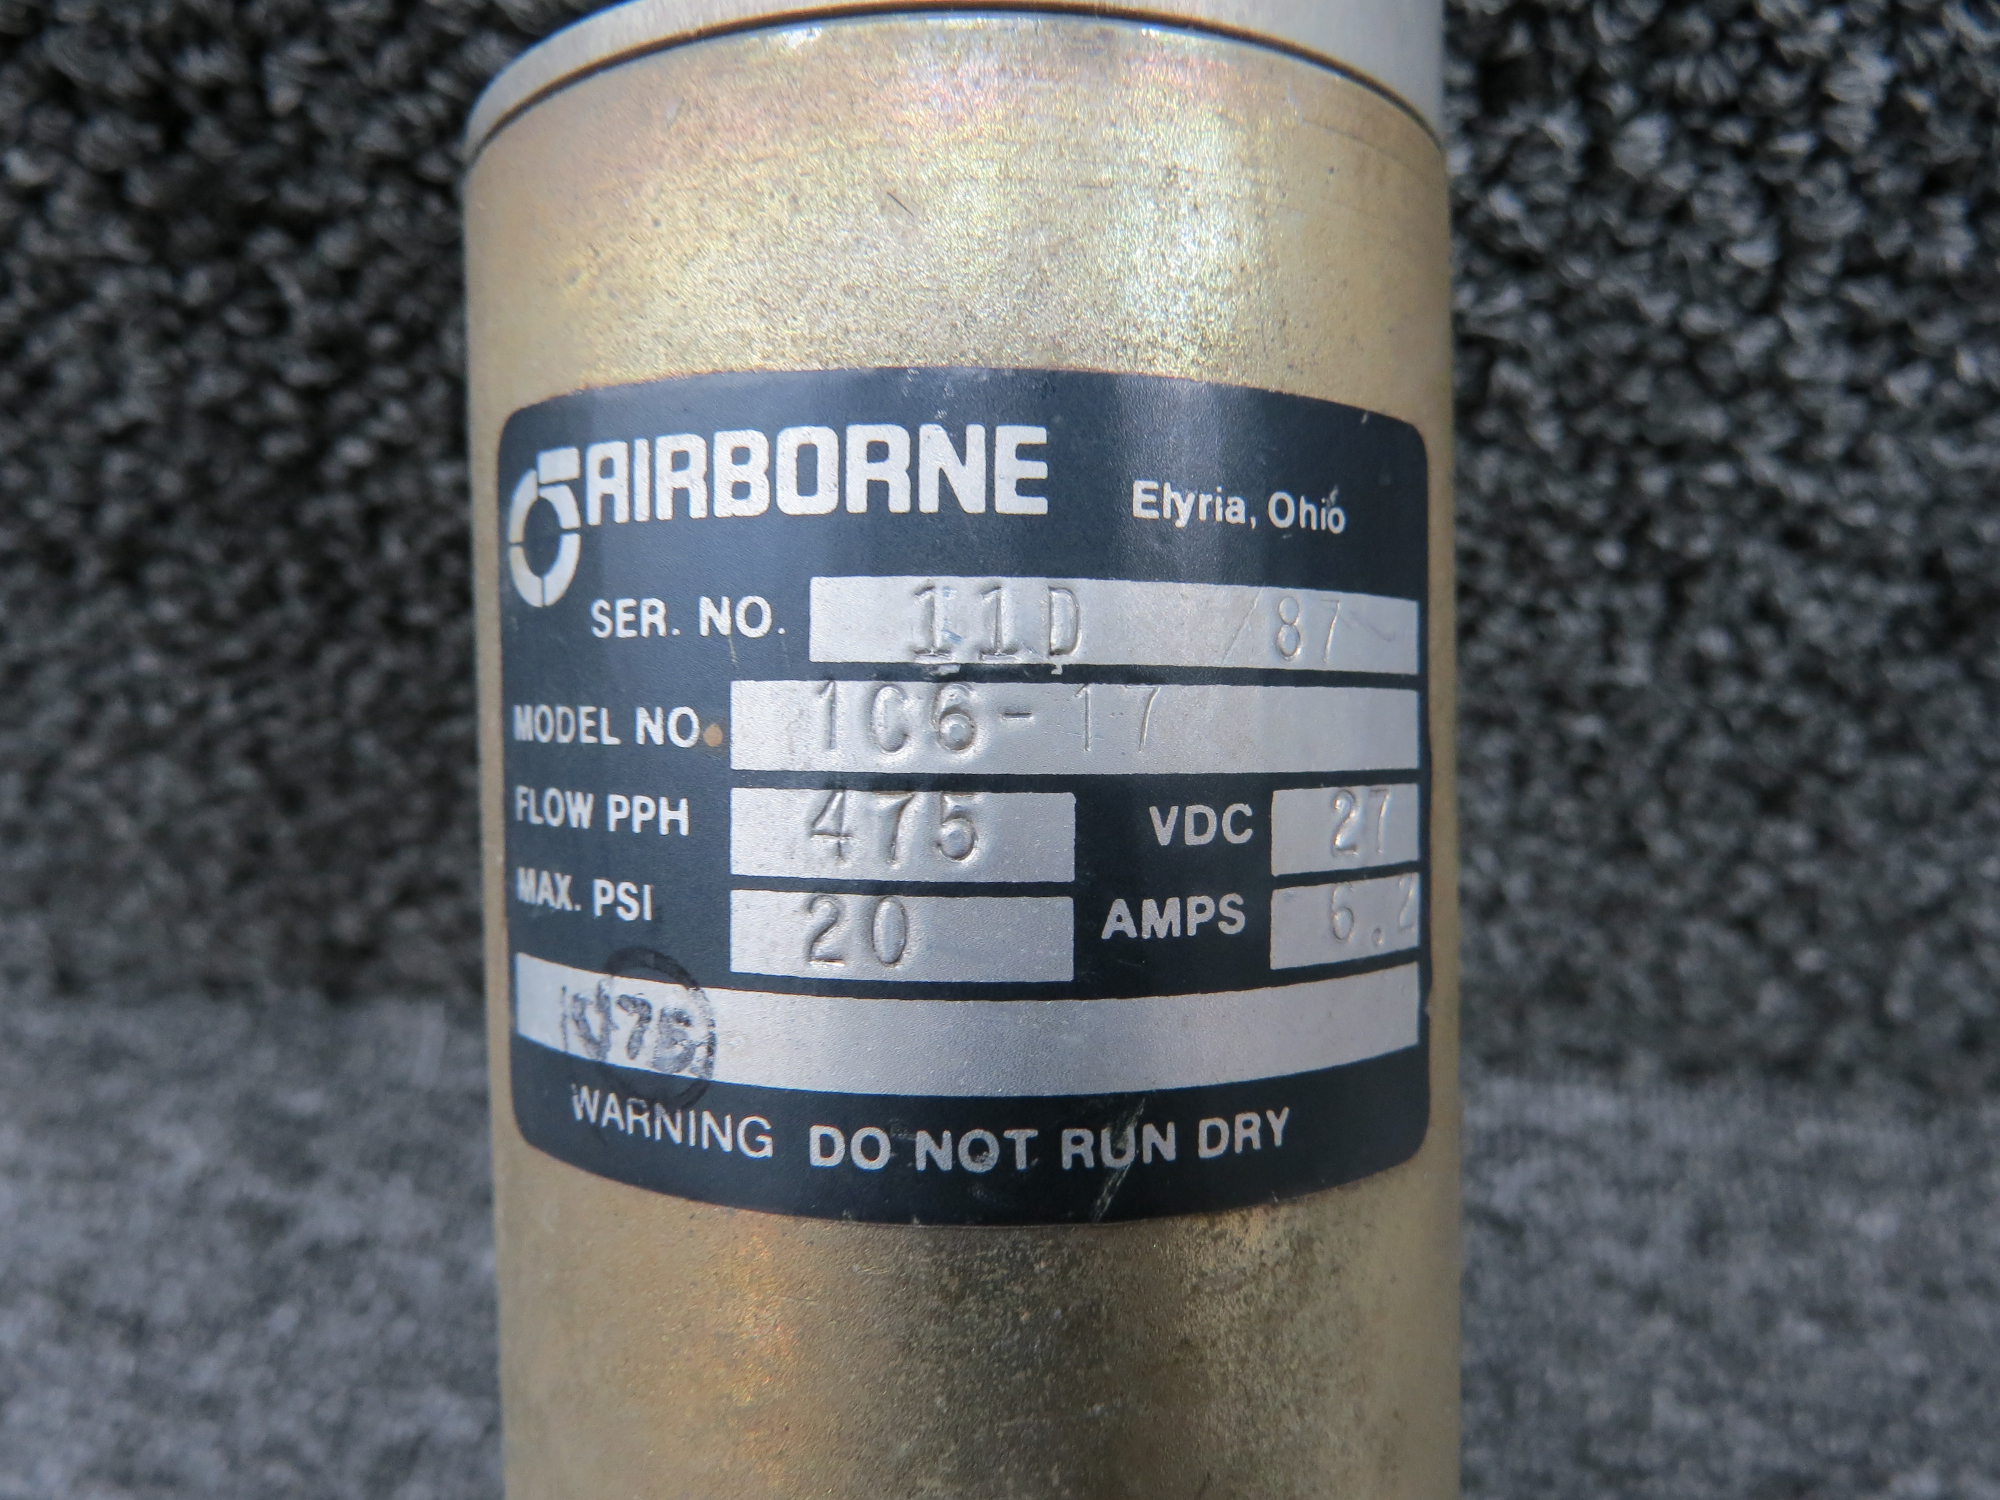 AIRBORNE Elyria, Ohio
SER. NO. 11D /87
MODEL NO. 1C6-17
FLOW PPH 475 VDC 27
MAX. PSI 20 AMPS 6.2
WARNING DO NOT RUN DRY